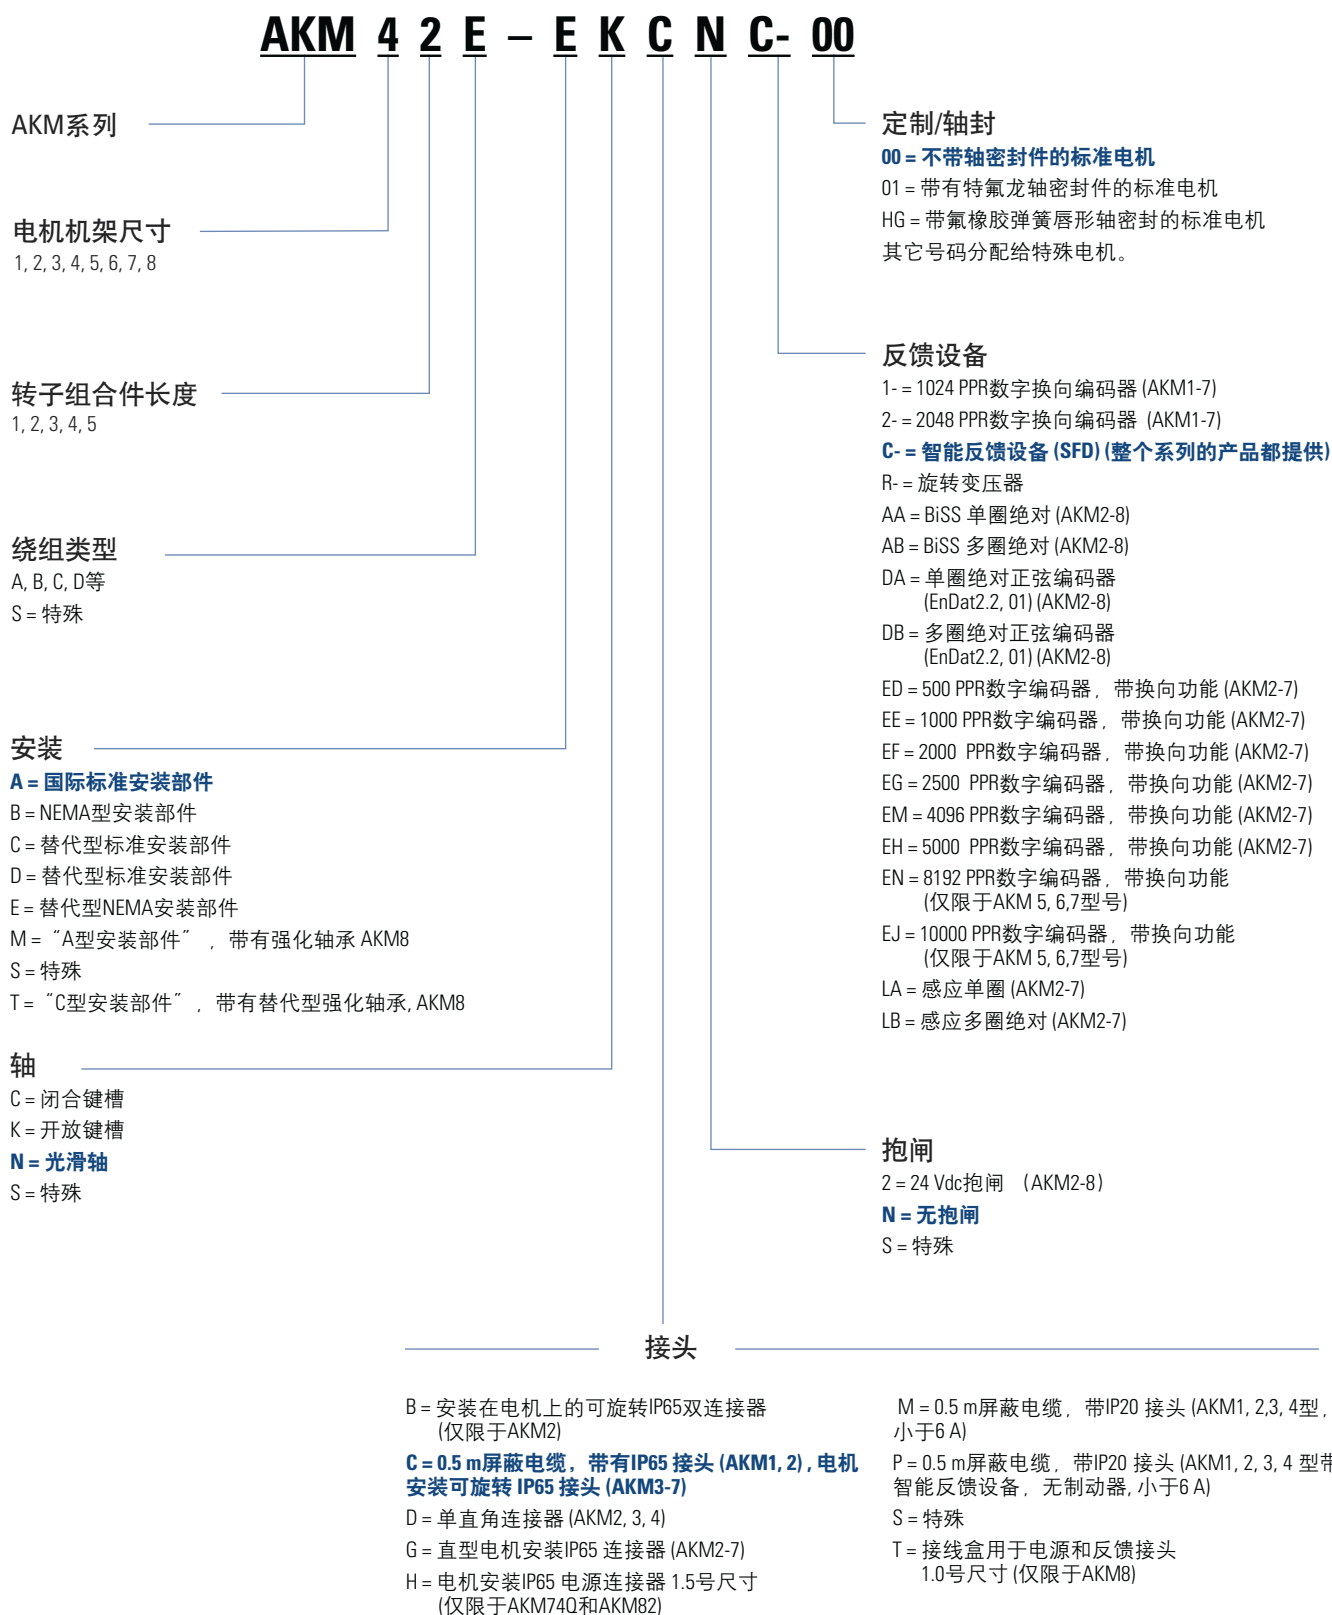 AKM 4 2 E – E K C N C- 00
AKM系列
电机机架尺寸
1, 2, 3, 4, 5, 6, 7, 8
转子组合件长度
1, 2, 3, 4, 5
绕组类型
A, B, C, D等
S = 特殊
安装
A = 国际标准安装部件
B = NEMA型安装部件
C = 替代型标准安装部件
D = 替代型标准安装部件
E = 替代型NEMA安装部件
M = “A型安装部件”，带有强化轴承 AKM8
S = 特殊
T = “C型安装部件”，带有替代型强化轴承, AKM8
轴
C = 闭合键槽
K = 开放键槽
N = 光滑轴
S = 特殊
定制/轴封
00 = 不带轴密封件的标准电机
01 = 带有特氟龙轴密封件的标准电机
HG = 带氟橡胶弹簧唇形轴密封的标准电机
其它号码分配给特殊电机。
反馈设备
1- = 1024 PPR数字换向编码器 (AKM1-7)
2- = 2048 PPR数字换向编码器 (AKM1-7)
C- = 智能反馈设备 (SFD) (整个系列的产品都提供)
R- = 旋转变压器
AA = BiSS 单圈绝对 (AKM2-8)
AB = BiSS 多圈绝对 (AKM2-8)
DA = 单圈绝对正弦编码器
(EnDat2.2, 01) (AKM2-8)
DB = 多圈绝对正弦编码器
(EnDat2.2, 01) (AKM2-8)
ED = 500 PPR数字编码器，带换向功能 (AKM2-7)
EE = 1000 PPR数字编码器，带换向功能 (AKM2-7)
EF = 2000 PPR数字编码器，带换向功能 (AKM2-7)
EG = 2500 PPR数字编码器，带换向功能 (AKM2-7)
EM = 4096 PPR数字编码器，带换向功能 (AKM2-7)
EH = 5000 PPR数字编码器，带换向功能 (AKM2-7)
EN = 8192 PPR数字编码器，带换向功能
(仅限于AKM 5, 6,7型号)
EJ = 10000 PPR数字编码器，带换向功能
(仅限于AKM 5, 6,7型号)
LA = 感应单圈 (AKM2-7)
LB = 感应多圈绝对 (AKM2-7)
抱闸
2 = 24 Vdc抱闸 （AKM2-8）
N = 无抱闸
S = 特殊
接头
B = 安装在电机上的可旋转IP65双连接器
(仅限于AKM2)
C = 0.5 m屏蔽电缆，带有IP65 接头 (AKM1, 2) , 电机
安装可旋转 IP65 接头 (AKM3-7)
D = 单直角连接器 (AKM2, 3, 4)
G = 直型电机安装IP65 连接器 (AKM2-7)
H = 电机安装IP65 电源连接器 1.5号尺寸
(仅限于AKM74Q和AKM82)
M = 0.5 m屏蔽电缆，带IP20 接头 (AKM1, 2,3, 4型，
小于6 A)
P = 0.5 m屏蔽电缆，带IP20 接头 (AKM1, 2, 3, 4 型带
智能反馈设备，无制动器, 小于6 A)
S = 特殊
T = 接线盒用于电源和反馈接头
1.0号尺寸 (仅限于AKM8)